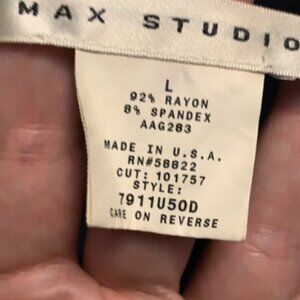 MAX STUDIO
L
92% RAYON
8% SPANDEX
AAG283
MADE IN U.S.A.
RN#58822
CUT: 101757
STYLE:
7911U50D
CARE ON REVERSE